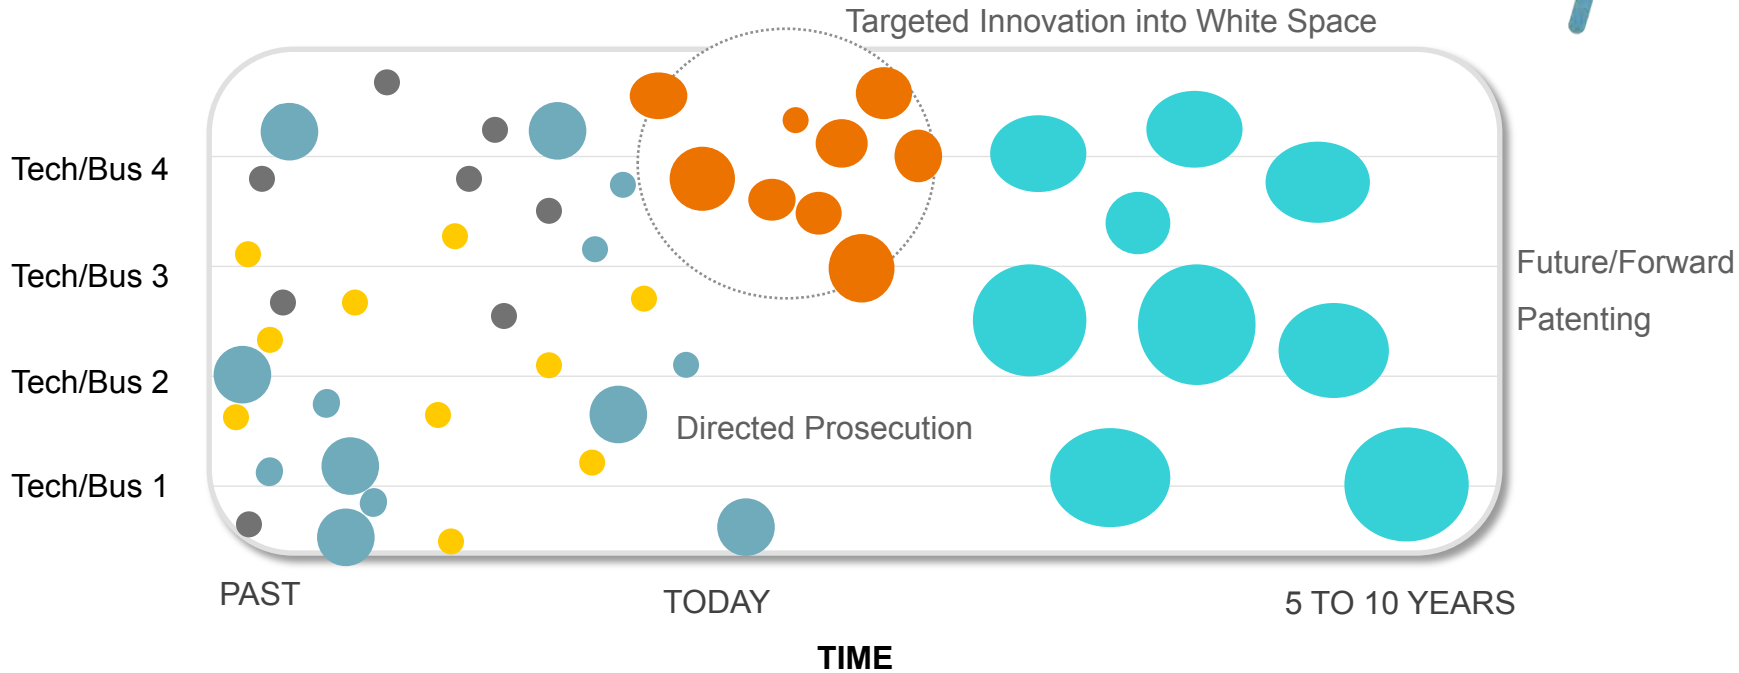 Targeted Innovation into White Space
Tech/Bus 4
Tech/Bus 3
Future/Forward
Patenting
Tech/Bus 2
Directed Prosecution
Tech/Bus 1
PAST
TODAY
5 TO 10 YEARS
TIME